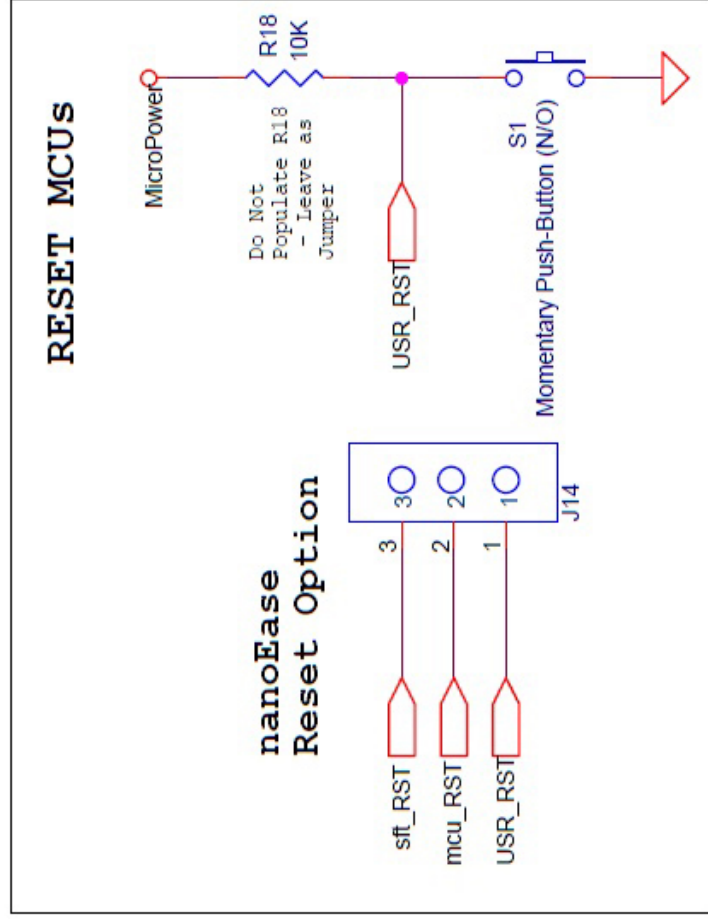 RESET MCUs
MicroPower
R18
10K
Do Not
Populate R18
- Leave as
Jumper
USR_RST
S1
Momentary Push-Button (N/O)
nanoEase
Reset Option
sft_RST
mcu_RST
USR_RST
3
2
1
3
2
1
J14